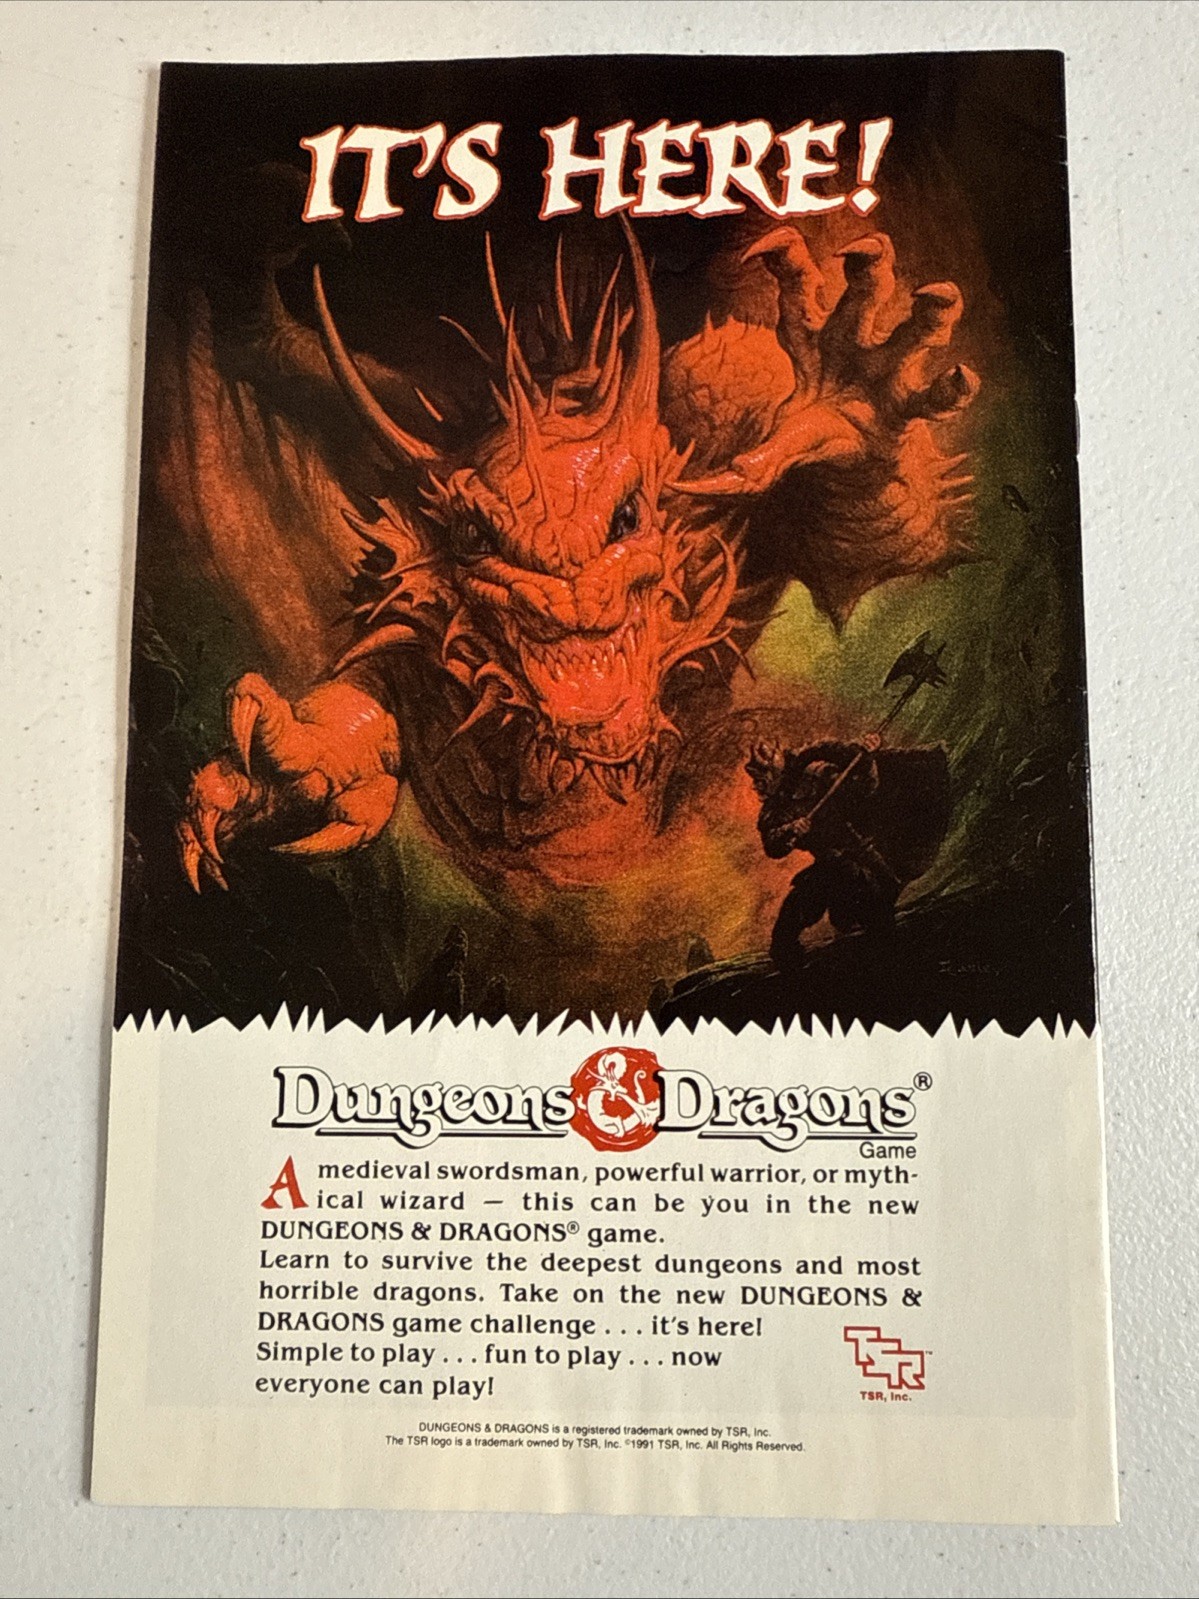 IT'S HERE!
Dungeons & Dragons®
Game
A medieval swordsman, powerful warrior, or myth-
ical wizard — this can be you in the new
DUNGEONS & DRAGONS® game.
Learn to survive the deepest dungeons and most
horrible dragons. Take on the new DUNGEONS &
DRAGONS game challenge . . . it's here!
Simple to play . . . fun to play . . . now
everyone can play!
TSR™
TSR, Inc.
DUNGEONS & DRAGONS is a registered trademark owned by TSR, Inc.
The TSR logo is a trademark owned by TSR, Inc. ©1991 TSR, Inc. All Rights Reserved.